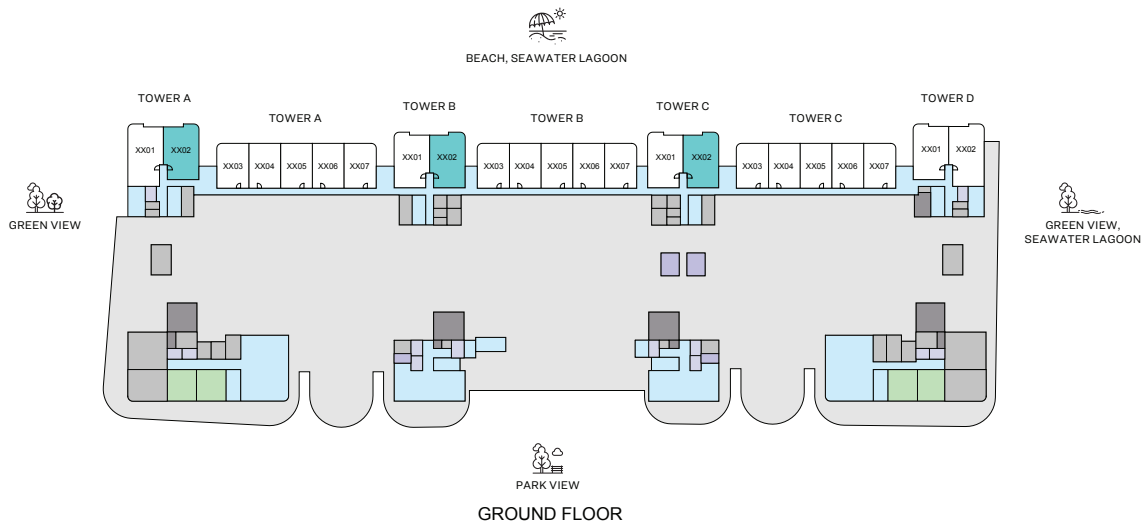 BEACH, SEAWATER LAGOON
TOWER A
TOWER A
TOWER B
TOWER B
TOWER C
TOWER C
TOWER D
XX01
XX02
XX03
XX04
XX05
XX06
XX07
XX01
XX02
XX03
XX04
XX05
XX06
XX07
XX01
XX02
XX03
XX04
XX05
XX06
XX07
XX01
XX02
GREEN VIEW
GREEN VIEW,
SEAWATER LAGOON
PARK VIEW
GROUND FLOOR